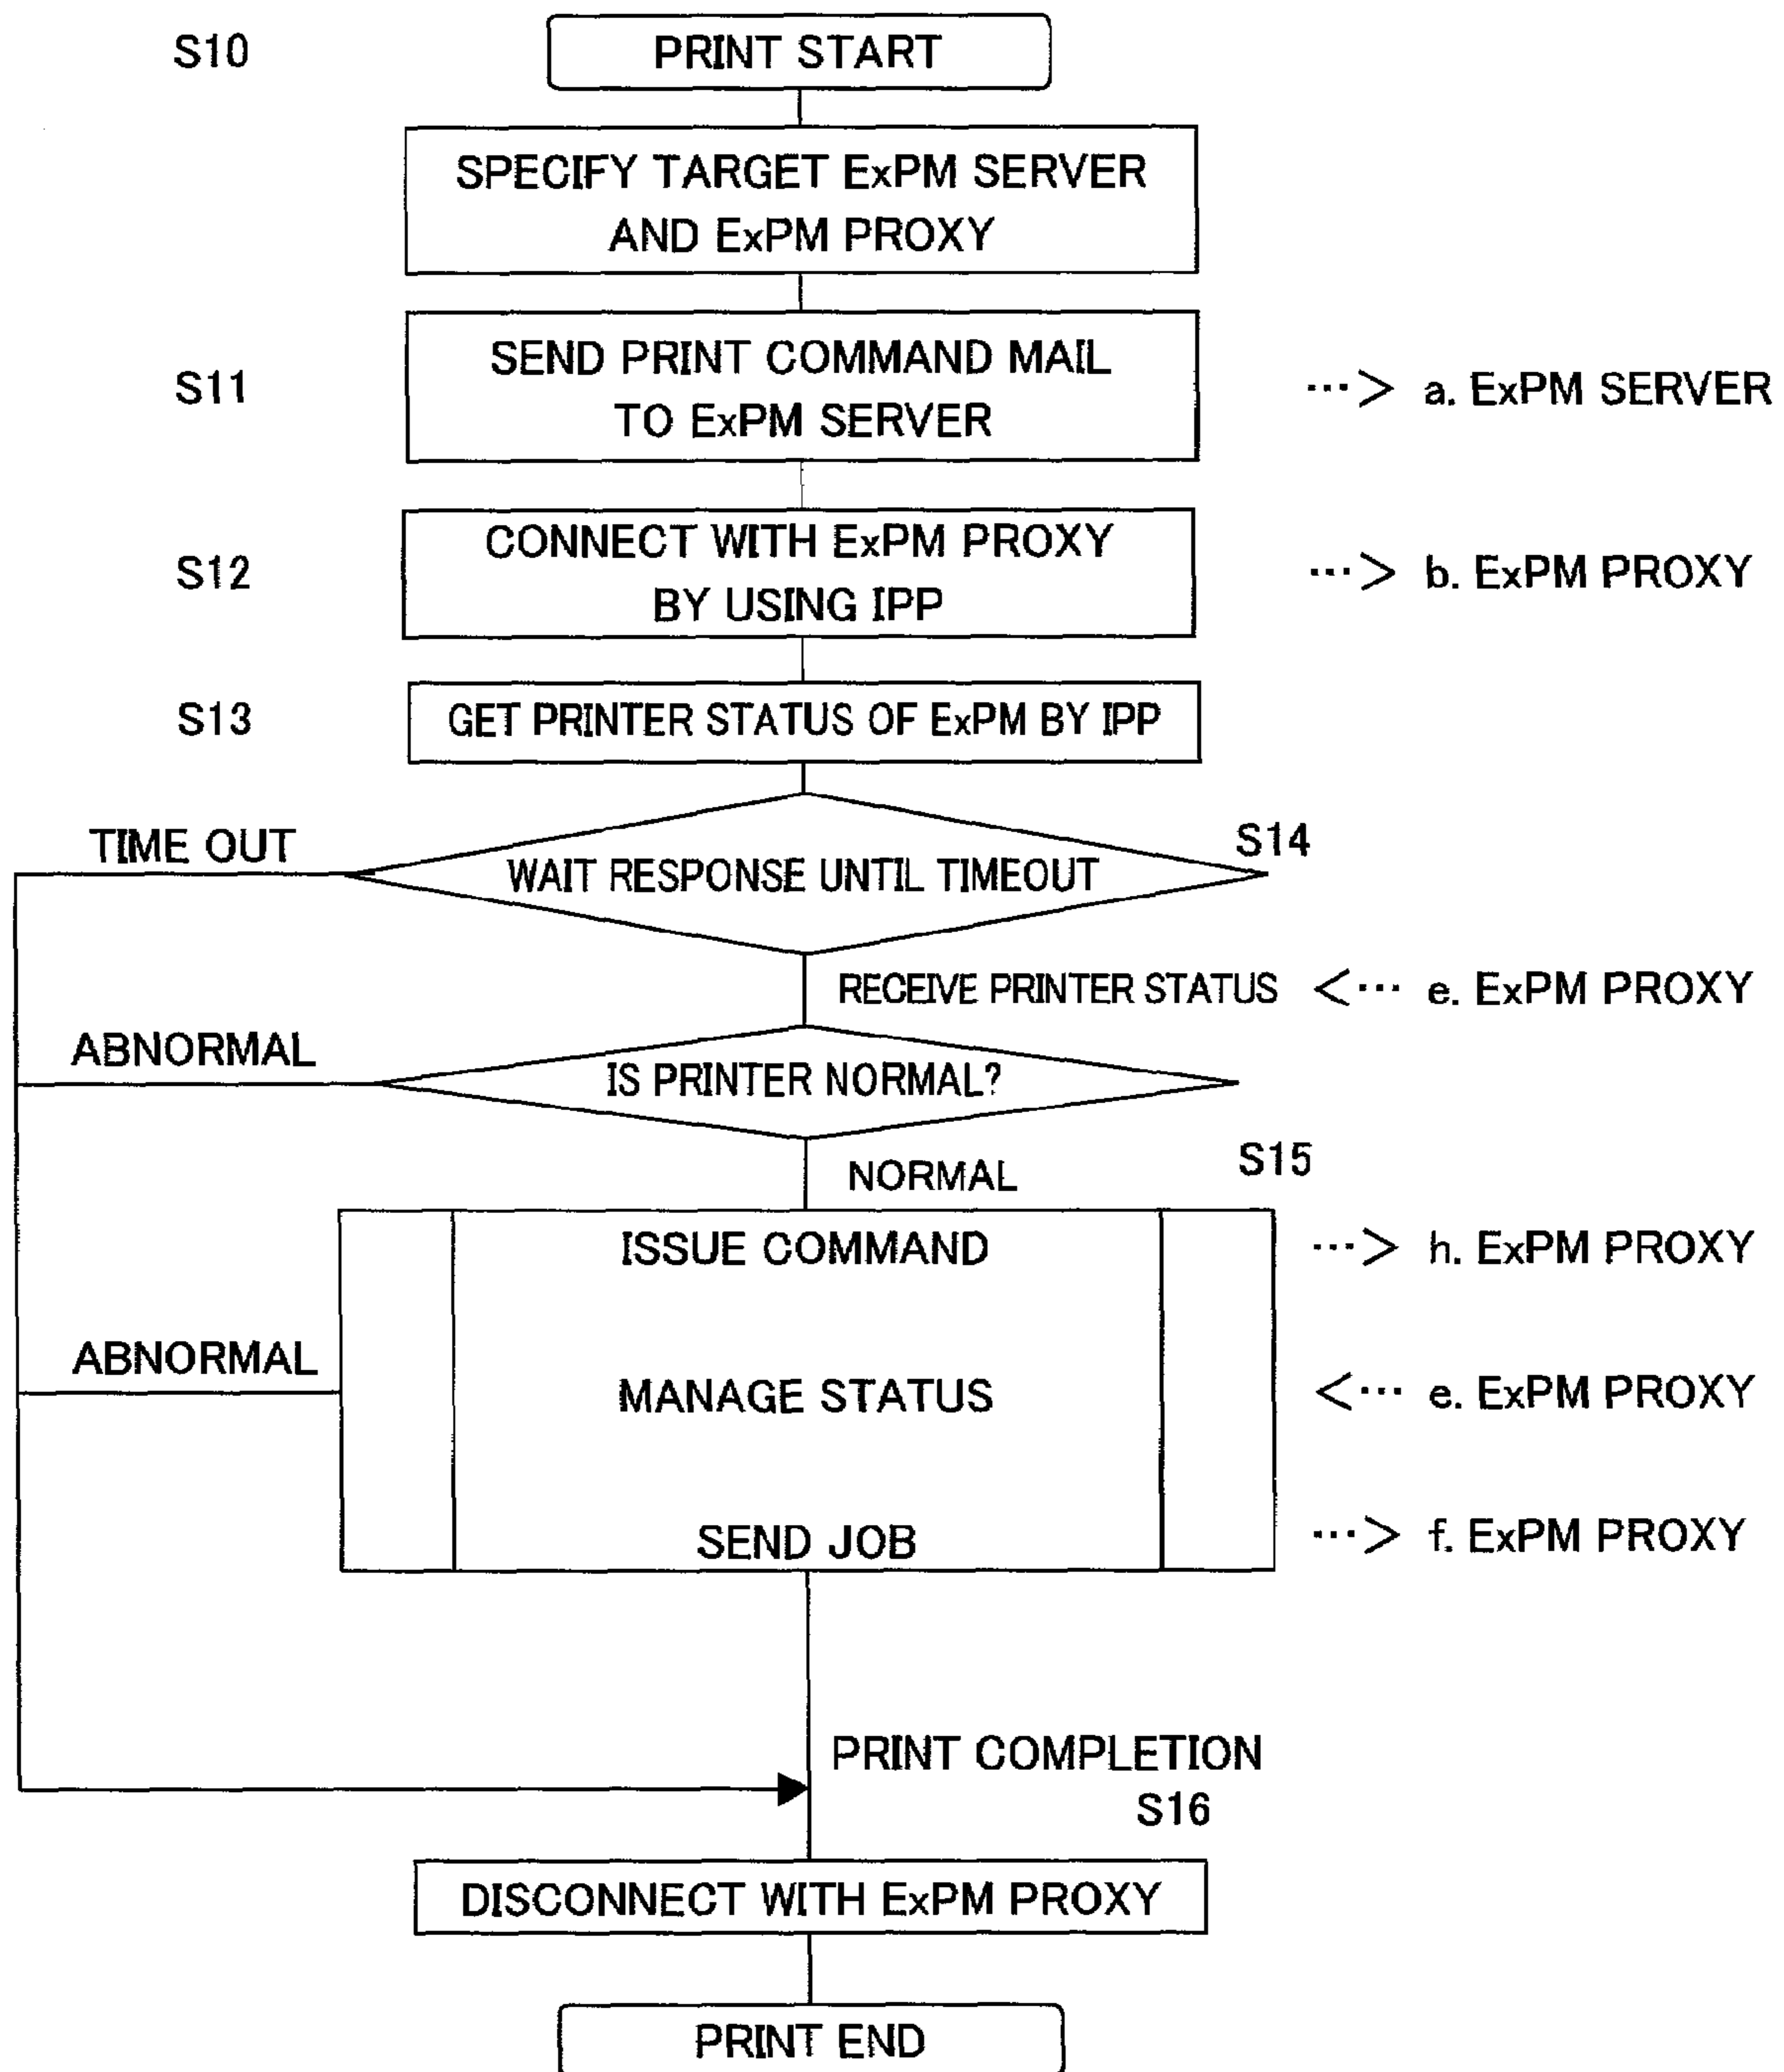 S10
PRINT START
SPECIFY TARGET ExPM SERVER
AND ExPM PROXY
S11
SEND PRINT COMMAND MAIL
TO ExPM SERVER
···> a. ExPM SERVER
S12
CONNECT WITH ExPM PROXY
BY USING IPP
···> b. ExPM PROXY
S13
GET PRINTER STATUS OF ExPM BY IPP
TIME OUT
WAIT RESPONSE UNTIL TIMEOUT
S14
RECEIVE PRINTER STATUS
<··· e. ExPM PROXY
ABNORMAL
IS PRINTER NORMAL?
NORMAL
S15
ISSUE COMMAND
···> h. ExPM PROXY
ABNORMAL
MANAGE STATUS
<··· e. ExPM PROXY
SEND JOB
···> f. ExPM PROXY
PRINT COMPLETION
S16
DISCONNECT WITH ExPM PROXY
PRINT END